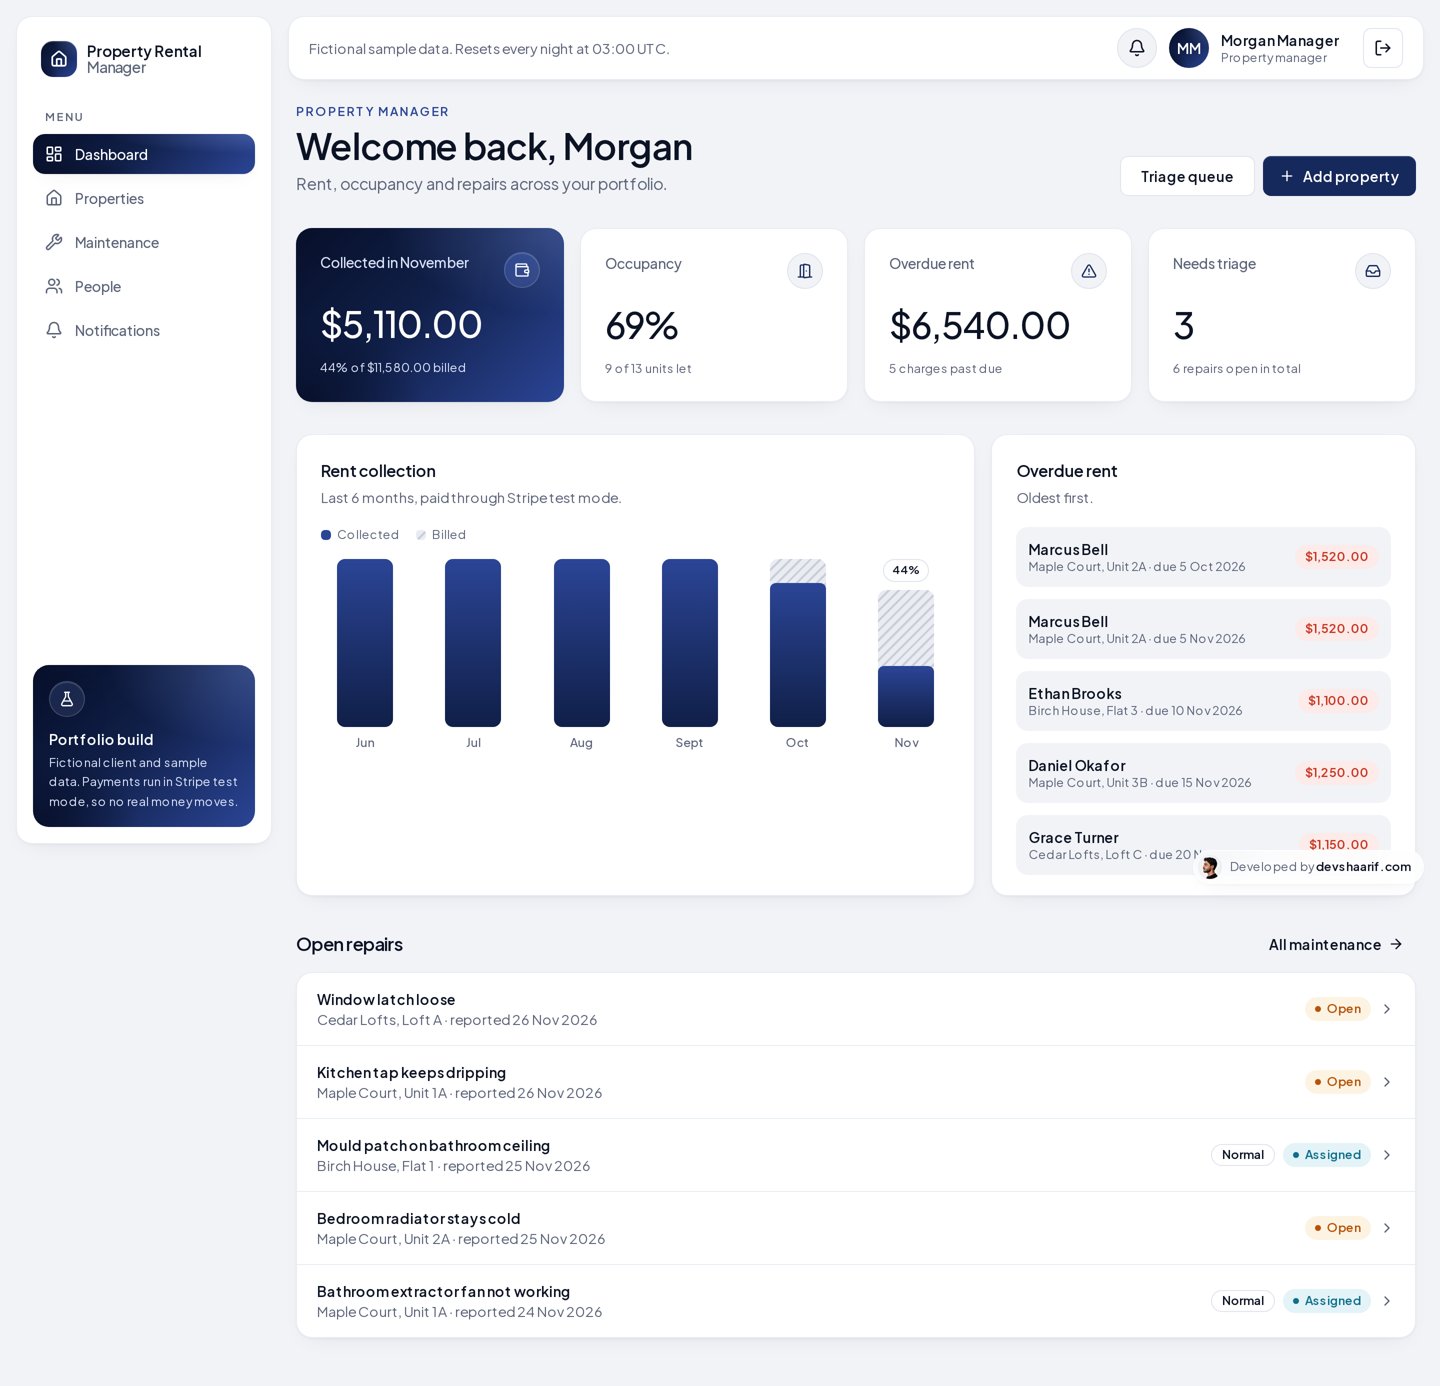 Property Rental
Manager
MENU
Dashboard
Properties
Maintenance
People
Notifications
Portfolio build
Fictional client and sample
data. Payments run in Stripe test
mode, so no real money moves.
Fictional sample data. Resets every night at 03:00 UTC.
MM
Morgan Manager
Property manager
PROPERTY MANAGER
Welcome back, Morgan
Rent, occupancy and repairs across your portfolio.
Triage queue
Add property
Collected in November
$5,110.00
44% of $11,580.00 billed
Occupancy
69%
9 of 13 units let
Overdue rent
$6,540.00
5 charges past due
Needs triage
3
6 repairs open in total
Rent collection
Last 6 months, paid through Stripe test mode.
Collected
Billed
44%
Jun
Jul
Aug
Sept
Oct
Nov
Overdue rent
Oldest first.
Marcus Bell
Maple Court, Unit 2A · due 5 Oct 2026
$1,520.00
Marcus Bell
Maple Court, Unit 2A · due 5 Nov 2026
$1,520.00
Ethan Brooks
Birch House, Flat 3 · due 10 Nov 2026
$1,100.00
Daniel Okafor
Maple Court, Unit 3B · due 15 Nov 2026
$1,250.00
Grace Turner
Cedar Lofts, Loft C · due 20
$1,150.00
Developed by devshaarif.com
Open repairs
All maintenance
Window latch loose
Cedar Lofts, Loft A · reported 26 Nov 2026
Open
Kitchen tap keeps dripping
Maple Court, Unit 1A · reported 26 Nov 2026
Open
Mould patch on bathroom ceiling
Birch House, Flat 1 · reported 25 Nov 2026
Normal
Assigned
Bedroom radiator stays cold
Maple Court, Unit 2A · reported 25 Nov 2026
Open
Bathroom extractor fan not working
Maple Court, Unit 1A · reported 24 Nov 2026
Normal
Assigned